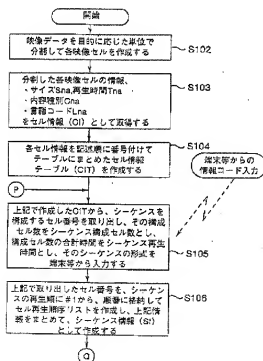 開始
映像データを目的に応じた単位で
分割して各映像セルを作成する
S102
分割した各映像セルの情報、
・サイズSna,再生時間Tna
・内容種別Cna
・言語コードLna
をセル情報（CI）として取得する
S103
各セル情報を記述順に番号付けて
テーブルにまとめたセル情報
テーブル（CIT）を作成する
S104
P
端末等からの
情報コード入力
上記で作成したCITから、シーケンスを
構成するセル番号を取り出し、その構
成セル数をシーケンス構成セル数とし、
構成セル数の合計時間をシーケンス再生
時間とし、そのシーケンスの形式を
端末等から入力する
S105
上記で取り出したセル番号を、シーケン
スの再生順に#1から、順番に格納してセ
ル再生順序リストを作成し、上記情
報をまとめて、シーケンス情報（SI）
として作成する
S106
Q